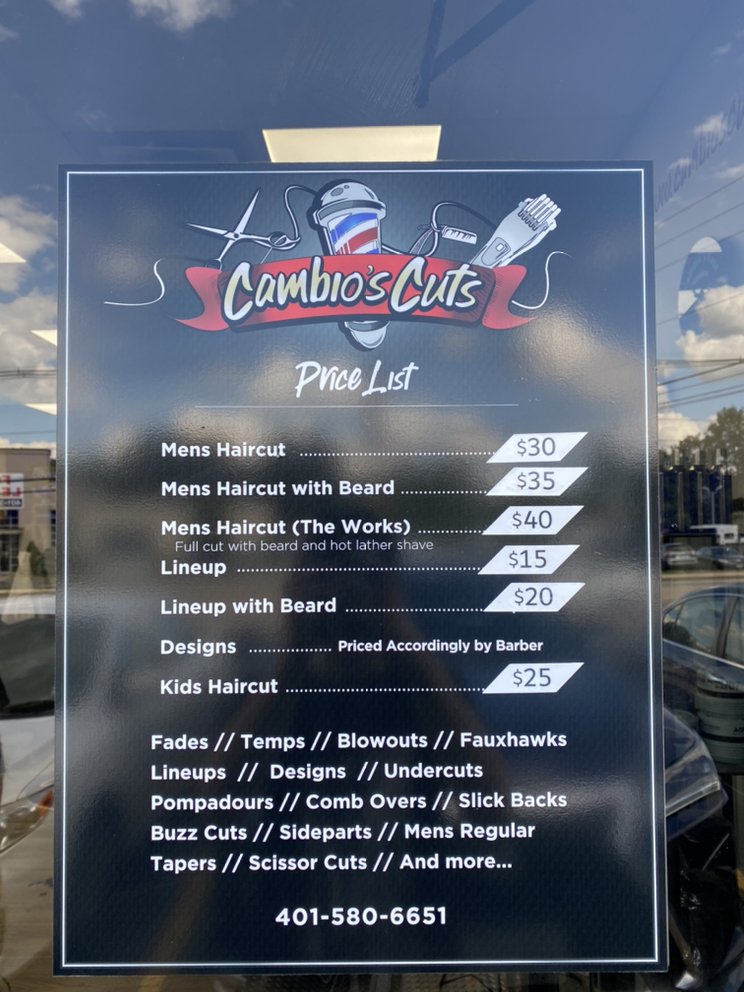 Cambio's Cuts
Price List
Mens Haircut ........................................ $30
Mens Haircut with Beard ................... $35
Mens Haircut (The Works) ................ $40
Full cut with beard and hot lather shave
Lineup .................................................... $15
Lineup with Beard ............................. $20
Designs .................. Priced Accordingly by Barber
Kids Haircut ........................................ $25
Fades // Temps // Blowouts // Fauxhawks
Lineups // Designs // Undercuts
Pompadours // Comb Overs // Slick Backs
Buzz Cuts // Sideparts // Mens Regular
Tapers // Scissor Cuts // And more...
401-580-6651